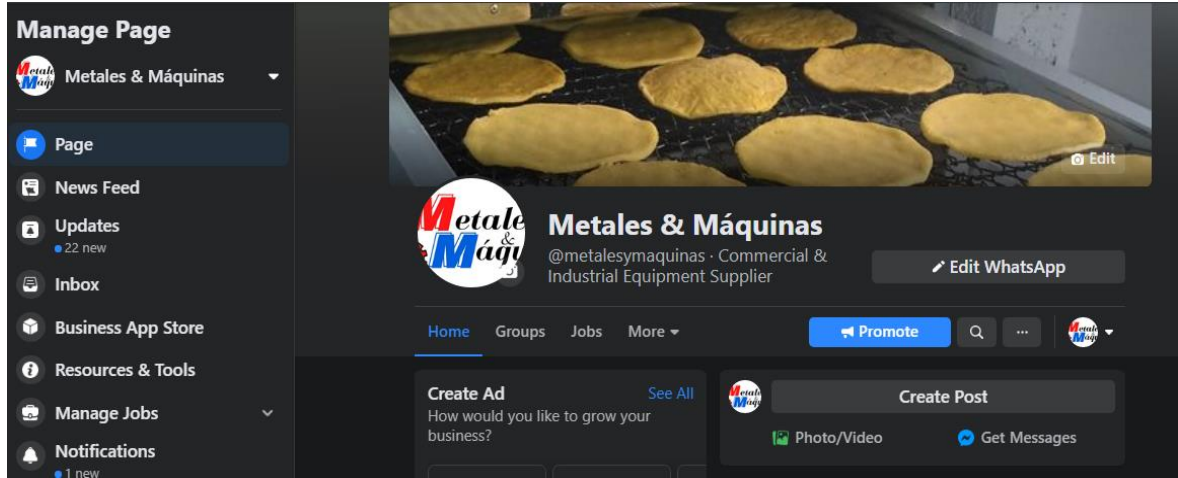 Manage Page
Metales & Máquinas
Page
News Feed
Updates
22 new
Inbox
Business App Store
Resources & Tools
Manage Jobs
Notifications
1 new
Edit
Metale
& Máqu
Metales & Máquinas
@metalesymaquinas · Commercial &
Industrial Equipment Supplier
Edit WhatsApp
Home Groups Jobs More
Promote
Create Ad See All
How would you like to grow your
business?
Create Post
Photo/Video Get Messages